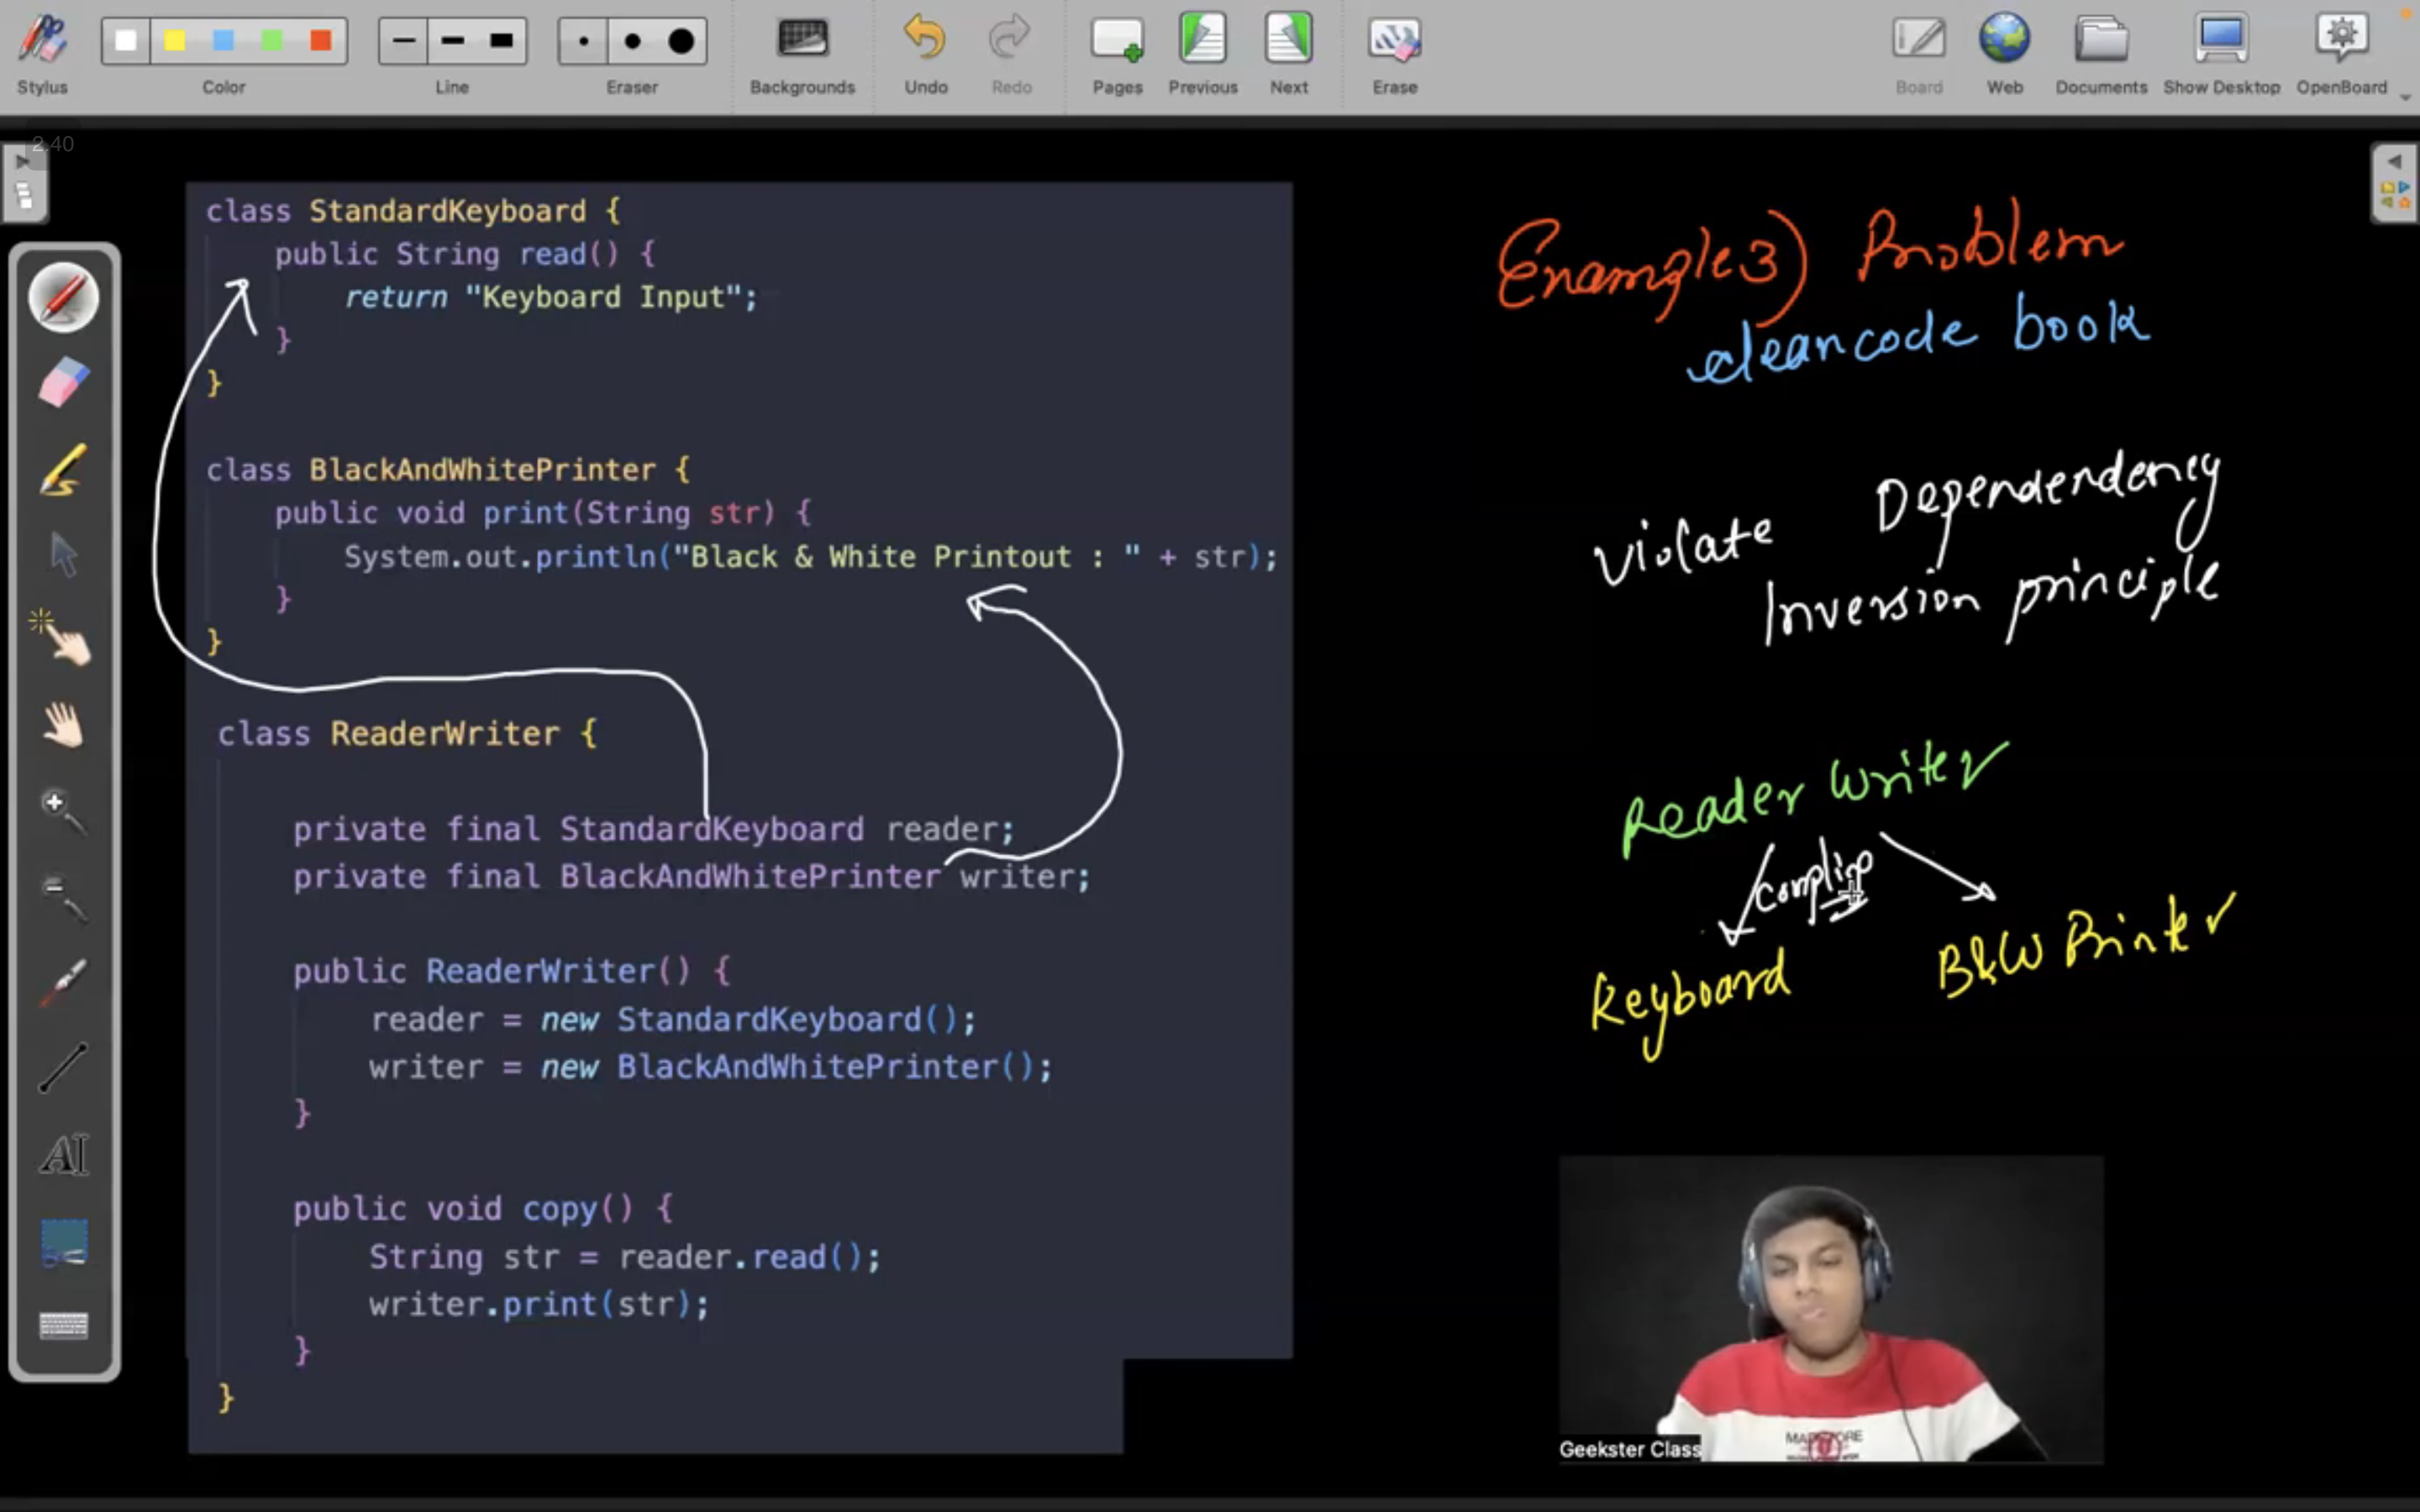 Stylus
Color
Line
Eraser
Backgrounds
Undo
Redo
Pages
Previous
Next
Erase
Board
Web
Documents
Show Desktop
OpenBoard
2.40
class StandardKeyboard {
public String read() {
return "Keyboard Input";
}
}
class BlackAndWhitePrinter {
public void print(String str) {
System.out.println("Black & White Printout : " + str);
}
}
class ReaderWriter {
private final StandardKeyboard reader;
private final BlackAndWhitePrinter writer;
public ReaderWriter() {
reader = new StandardKeyboard();
writer = new BlackAndWhitePrinter();
}
public void copy() {
String str = reader.read();
writer.print(str);
}
}
Example 3) Problem
cleancode book
violate Dependendency
Inversion principle
Reader Writer
Keyboard
B&W Printer
Geekster Class
AI